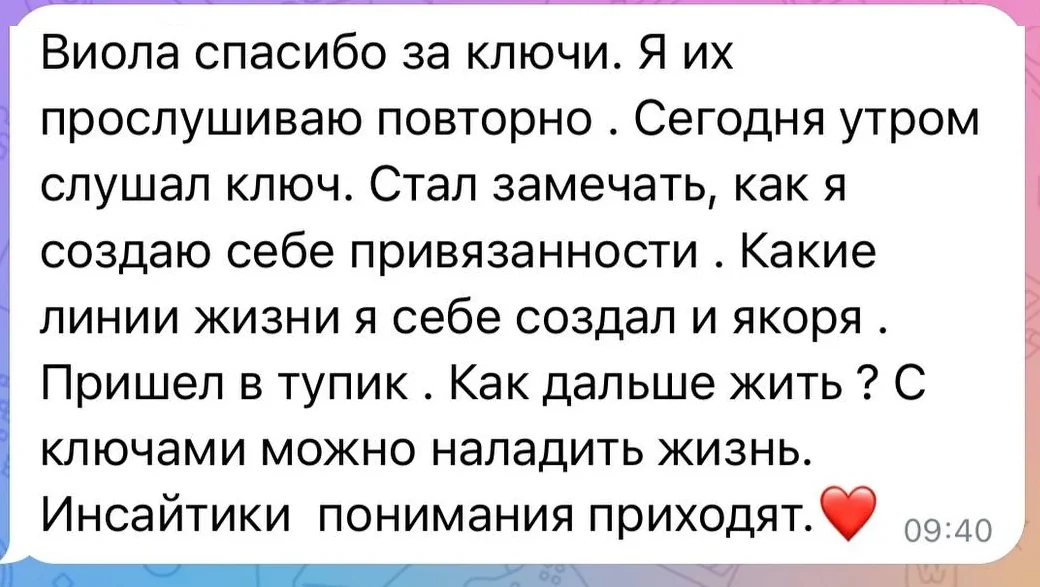 Виола спасибо за ключи. Я их
прослушиваю повторно . Сегодня утром
слушал ключ. Стал замечать, как я
создаю себе привязанности . Какие
линии жизни я себе создал и якоря .
Пришел в тупик . Как дальше жить ? С
ключами можно наладить жизнь.
Инсайтики  понимания приходят.❤️ 09:40